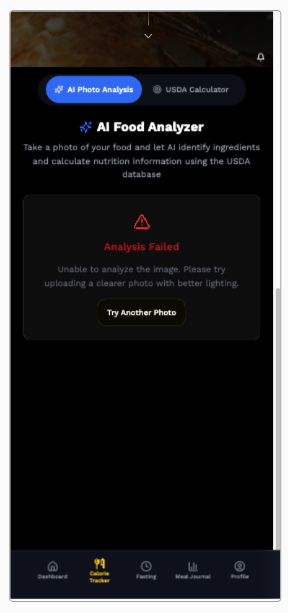 AI Photo Analysis
USDA Calculator
AI Food Analyzer
Take a photo of your food and let AI identify ingredients
and calculate nutrition information using the USDA
database
Analysis Failed
Unable to analyze the image. Please try
uploading a clearer photo with better lighting.
Try Another Photo
Dashboard
Calorie
Tracker
Fasting
Meal Journal
Profile